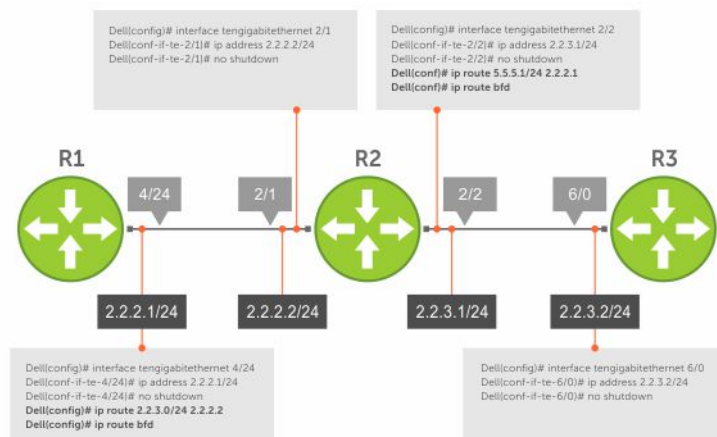 Dell(config)# interface tengigabitethernet 2/1
Dell(conf-if-te-2/1)# ip address 2.2.2.2/24
Dell(conf-if-te-2/1)# no shutdown
Dell(config)# interface tengigabitethernet 2/2
Dell(conf-if-te-2/2)# ip address 2.2.3.1/24
Dell(conf-if-te-2/2)# no shutdown
Dell(conf)# ip route 5.5.5.1/24 2.2.2.1
Dell(conf)# ip route bfd
R1
R2
R3
4/24
2/1
2/2
6/0
2.2.2.1/24
2.2.2.2/24
2.2.3.1/24
2.2.3.2/24
Dell(config)# interface tengigabitethernet 4/24
Dell(conf-if-te-4/24)# ip address 2.2.2.1/24
Dell(conf-if-te-4/24)# no shutdown
Dell(config)# ip route 2.2.3.0/24 2.2.2.2
Dell(config)# ip route bfd
Dell(config)# interface tengigabitethernet 6/0
Dell(conf-if-te-6/0)# ip address 2.2.3.2/24
Dell(conf-if-te-6/0)# no shutdown